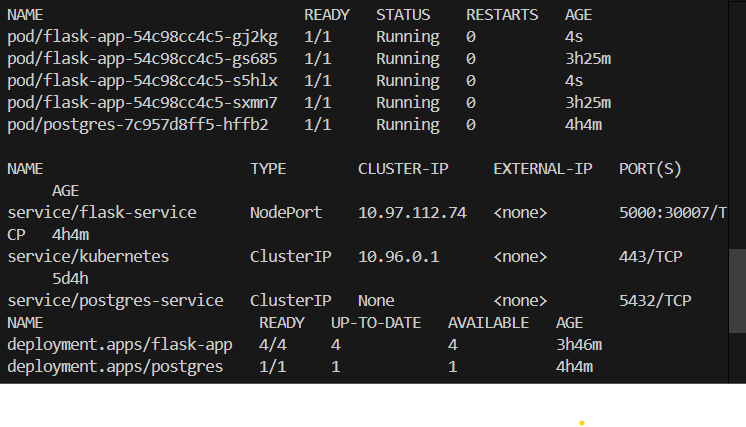 NAME READY STATUS RESTARTS AGE
pod/flask-app-54c98cc4c5-gj2kg 1/1 Running 0 4s
pod/flask-app-54c98cc4c5-gs685 1/1 Running 0 3h25m
pod/flask-app-54c98cc4c5-s5hlx 1/1 Running 0 4s
pod/flask-app-54c98cc4c5-sxmn7 1/1 Running 0 3h25m
pod/postgres-7c957d8ff5-hffb2 1/1 Running 0 4h4m
NAME TYPE CLUSTER-IP EXTERNAL-IP PORT(S)
AGE
service/flask-service NodePort 10.97.112.74 <none> 5000:30007/T
CP 4h4m
service/kubernetes ClusterIP 10.96.0.1 <none> 443/TCP
5d4h
service/postgres-service ClusterIP None <none> 5432/TCP
NAME READY UP-TO-DATE AVAILABLE AGE
deployment.apps/flask-app 4/4 4 4 3h46m
deployment.apps/postgres 1/1 1 1 4h4m